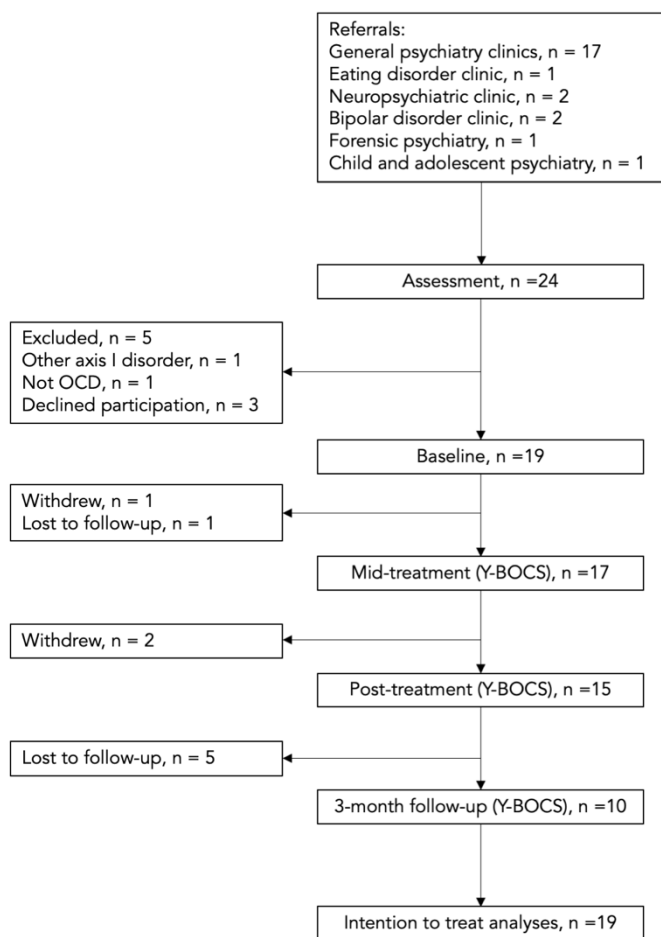 Referrals:
General psychiatry clinics, n = 17
Eating disorder clinic, n = 1
Neuropsychiatric clinic, n = 2
Bipolar disorder clinic, n = 2
Forensic psychiatry, n = 1
Child and adolescent psychiatry, n = 1
Assessment, n =24
Excluded, n = 5
Other axis I disorder, n = 1
Not OCD, n = 1
Declined participation, n = 3
Baseline, n =19
Withdrew, n = 1
Lost to follow-up, n = 1
Mid-treatment (Y-BOCS), n =17
Withdrew, n = 2
Post-treatment (Y-BOCS), n =15
Lost to follow-up, n = 5
3-month follow-up (Y-BOCS), n =10
Intention to treat analyses, n =19